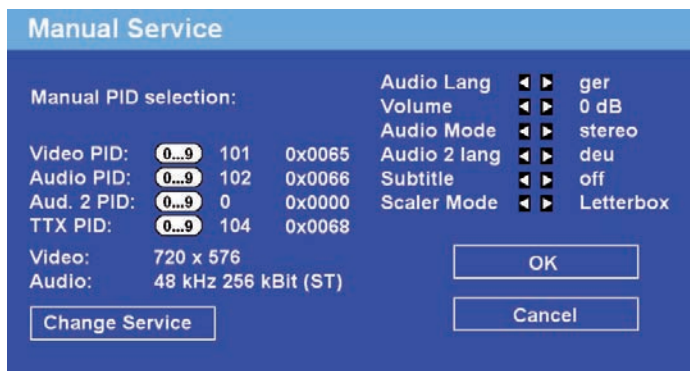 Manual Service
Manual PID selection:
Video PID: 0...9 101 0x0065
Audio PID: 0...9 102 0x0066
Aud. 2 PID: 0...9 0 0x0000
TTX PID: 0...9 104 0x0068
Video: 720 x 576
Audio: 48 kHz 256 kBit (ST)
Change Service
Audio Lang ger
Volume 0 dB
Audio Mode stereo
Audio 2 lang deu
Subtitle off
Scaler Mode Letterbox
OK
Cancel